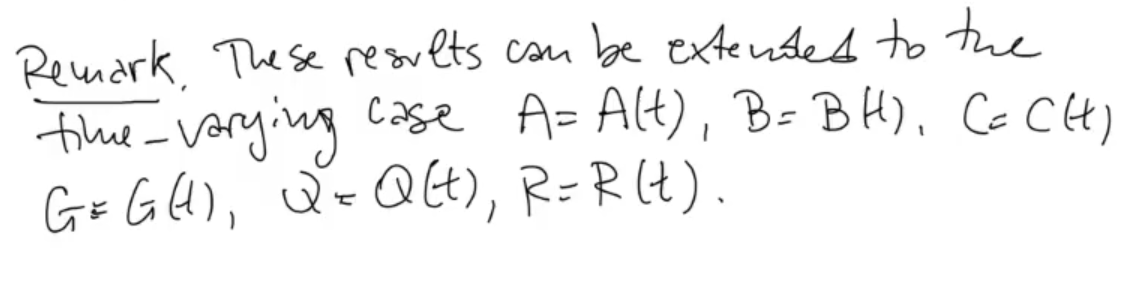 Remark. These results can be extended to the
time-varying case A = A(t), B = B(t), C = C(t)
G = G(t), Q = Q(t), R = R(t).